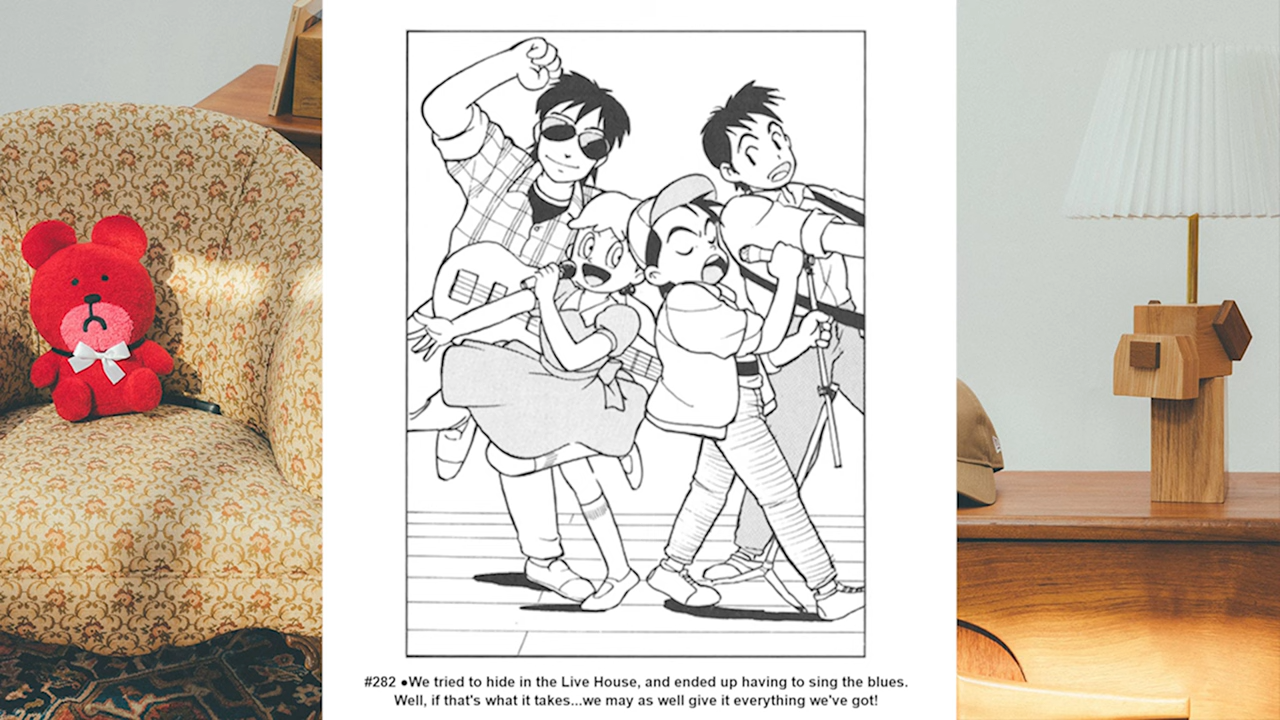 #282 ●We tried to hide in the Live House, and ended up having to sing the blues.
Well, if that's what it takes...we may as well give it everything we've got!